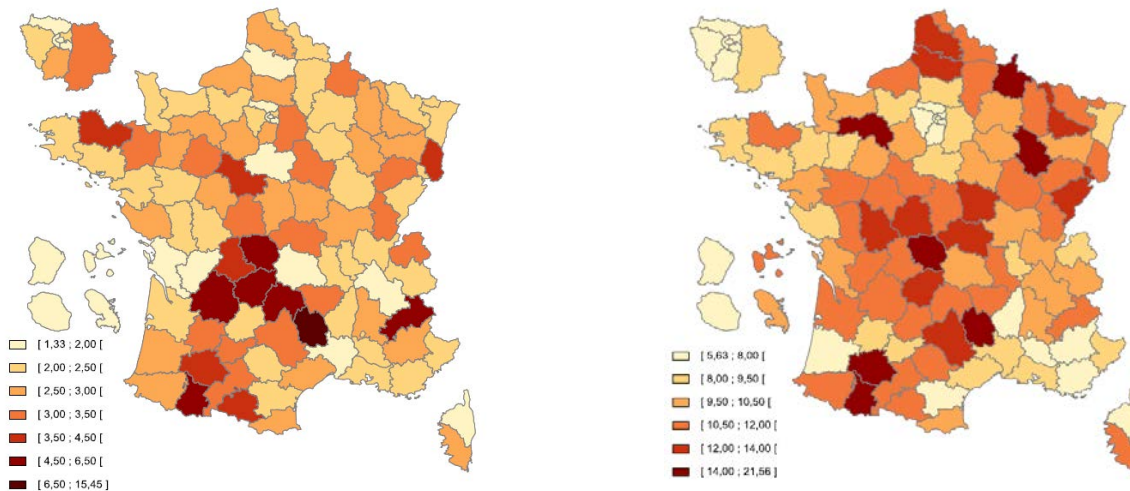 [ 1,33 ; 2,00 [
[ 2,00 ; 2,50 [
[ 2,50 ; 3,00 [
[ 3,00 ; 3,50 [
[ 3,50 ; 4,50 [
[ 4,50 ; 6,50 [
[ 6,50 ; 15,45 [
[ 5,63 ; 8,00 [
[ 8,00 ; 9,50 [
[ 9,50 ; 10,50 [
[ 10,50 ; 12,00 [
[ 12,00 ; 14,00 [
[ 14,00 ; 21,56 [